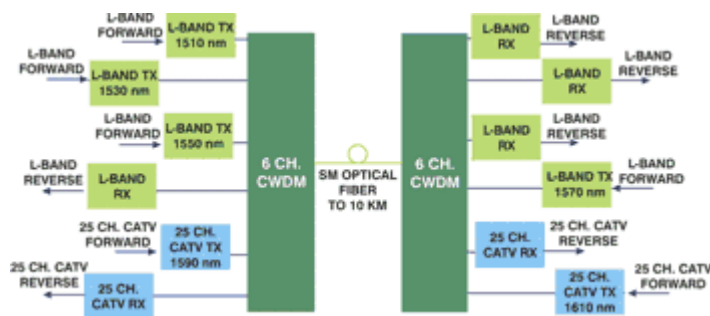 L-BAND
FORWARD
L-BAND TX
1510 nm
L-BAND
FORWARD
L-BAND TX
1530 nm
L-BAND
FORWARD
L-BAND TX
1550 nm
L-BAND
REVERSE
L-BAND
RX
25 CH. CATV
FORWARD
25 CH.
CATV TX
1590 nm
25 CH. CATV
REVERSE
25 CH.
CATV RX
6 CH.
CWDM
SM OPTICAL
FIBER
TO 10 KM
6 CH.
CWDM
L-BAND
RX
L-BAND
REVERSE
L-BAND
RX
L-BAND
REVERSE
L-BAND
RX
L-BAND
REVERSE
L-BAND TX
1570 nm
L-BAND
FORWARD
25 CH.
CATV RX
25 CH. CATV
REVERSE
25 CH.
CATV TX
1610 nm
25 CH. CATV
FORWARD